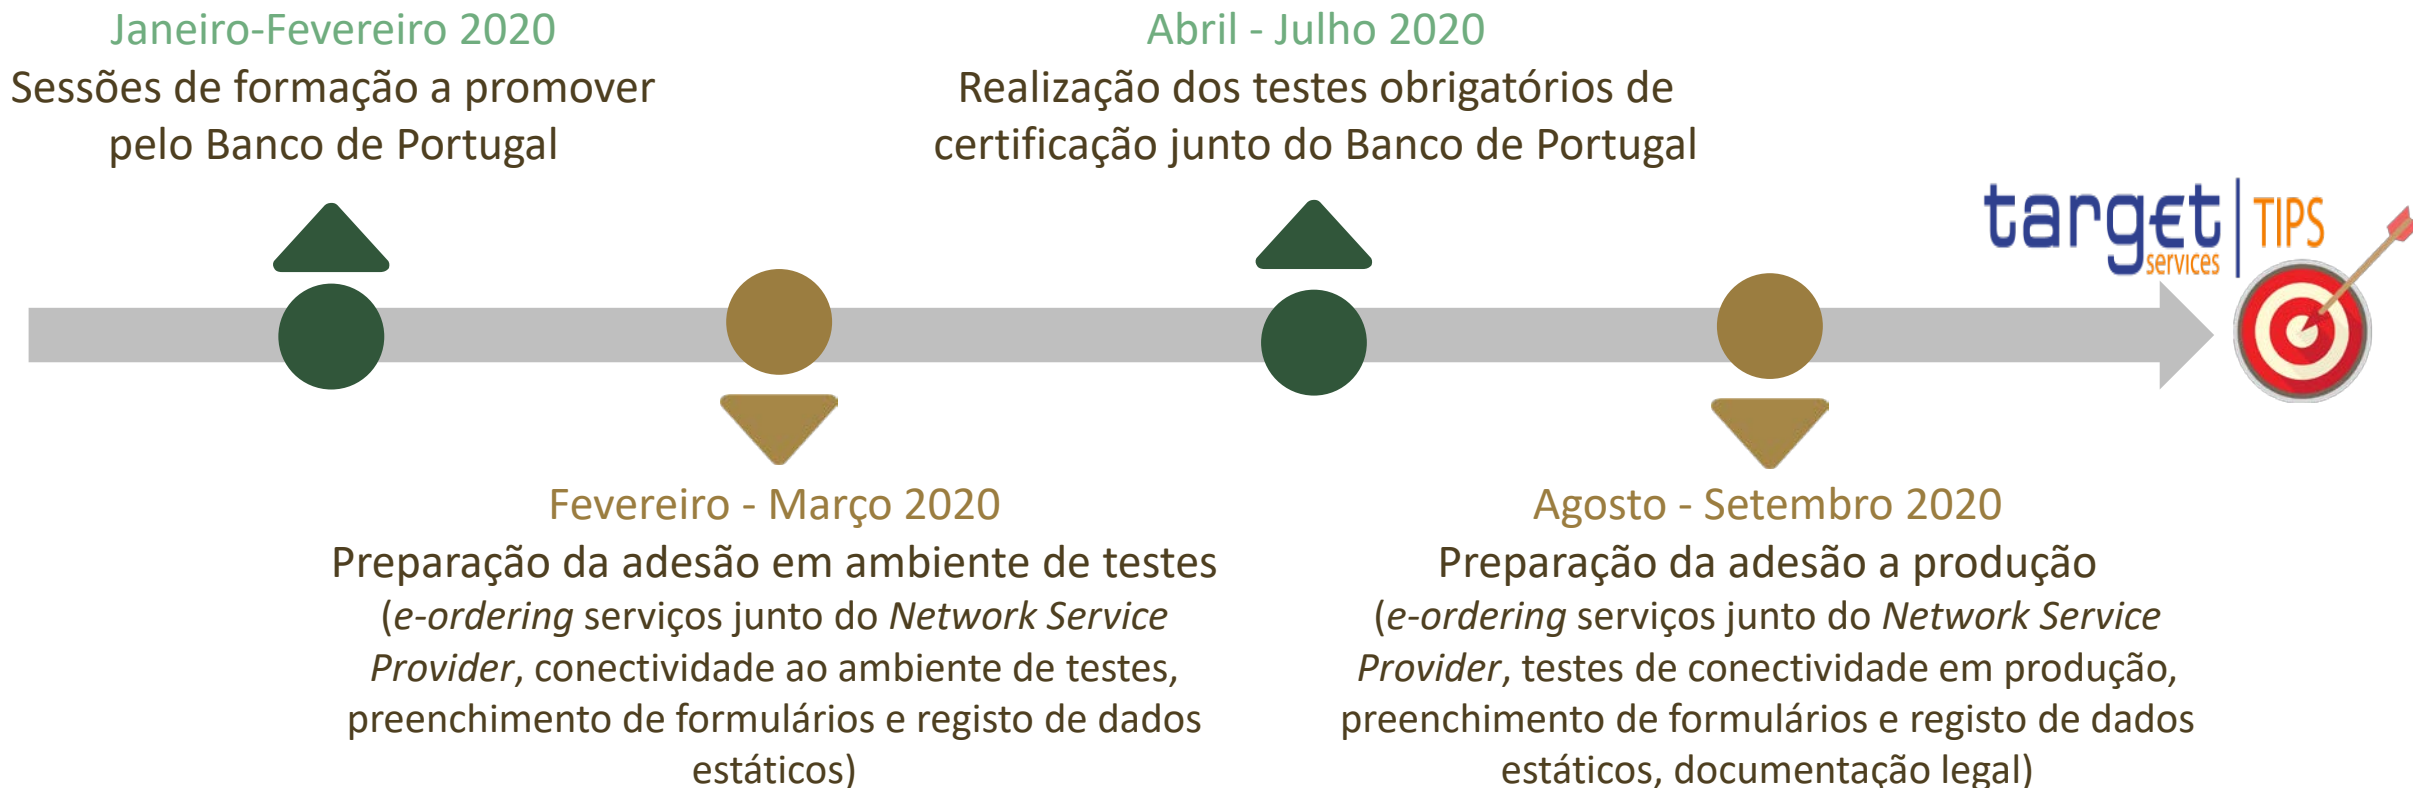 Janeiro-Fevereiro 2020
Sessões de formação a promover
pelo Banco de Portugal
Abril - Julho 2020
Realização dos testes obrigatórios de
certificação junto do Banco de Portugal
target
services
TIPS
Fevereiro - Março 2020
Preparação da adesão em ambiente de testes
(e-ordering serviços junto do Network Service
Provider, conectividade ao ambiente de testes,
preenchimento de formulários e registo de dados
estáticos)
Agosto - Setembro 2020
Preparação da adesão a produção
(e-ordering serviços junto do Network Service
Provider, testes de conectividade em produção,
preenchimento de formulários e registo de dados
estáticos, documentação legal)